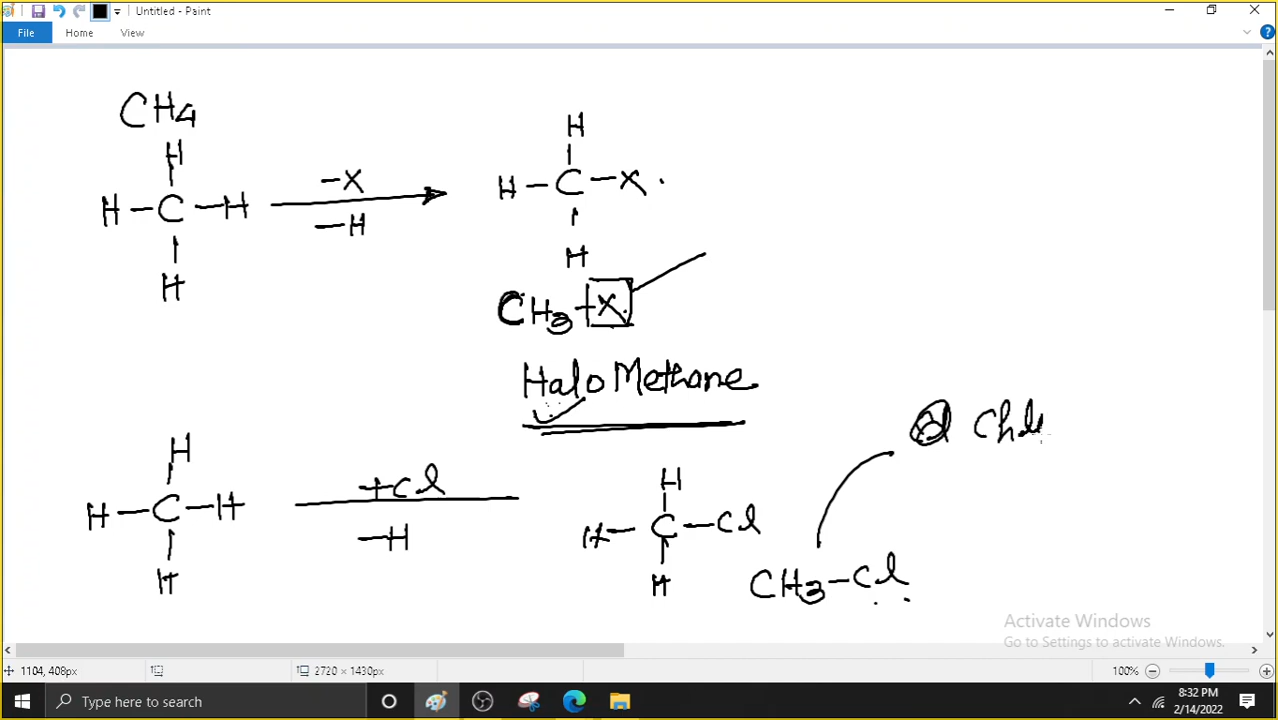 Untitled - Paint
File Home View
CH4
H
H-C-H
H
-X
-H
H
H-C-X.
H
CH3-X
Halo Methane
H
H-C-H
H
+Cl
-H
H
H-C-Cl
H
CH3-Cl
Activate Windows
Go to Settings to activate Windows.
1104, 408px
2720 × 1430px
100%
Type here to search
8:32 PM
2/14/2022